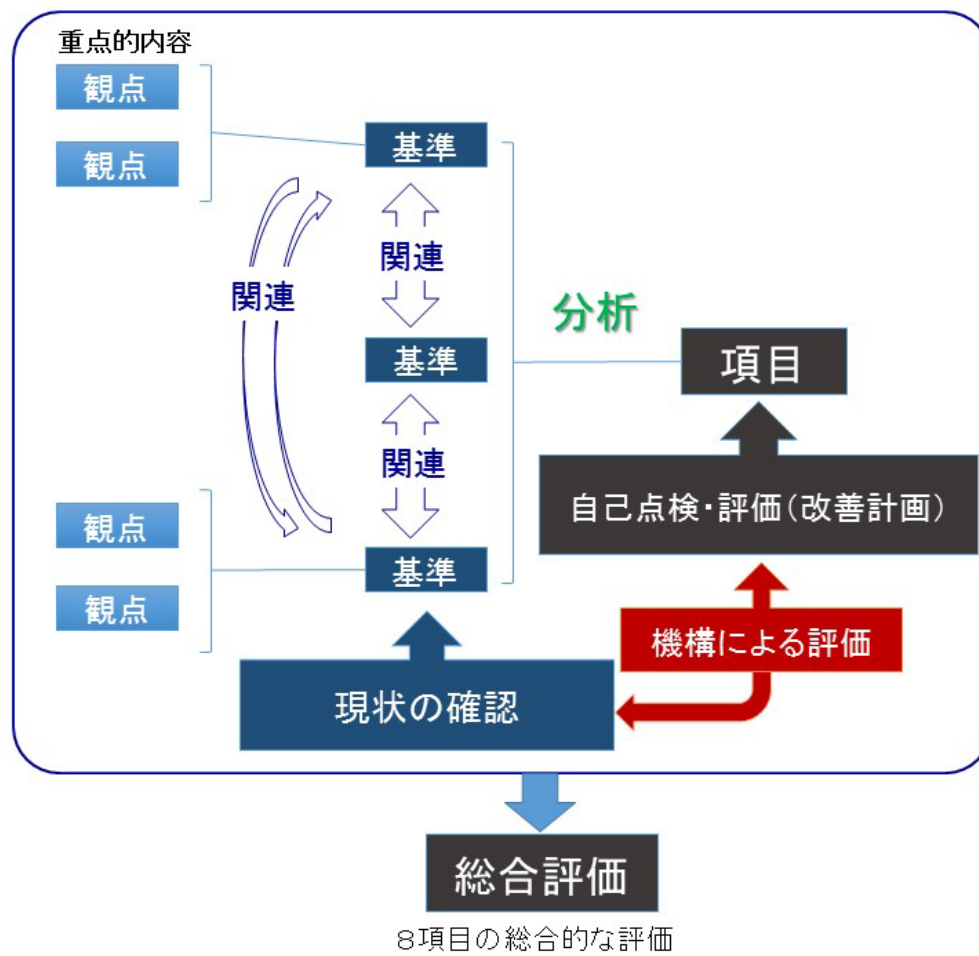 重点的内容
観点
観点
基準
関連
関連
分析
基準
項目
関連
自己点検・評価(改善計画)
観点
基準
観点
機構による評価
現状の確認
総合評価
8項目の総合的な評価